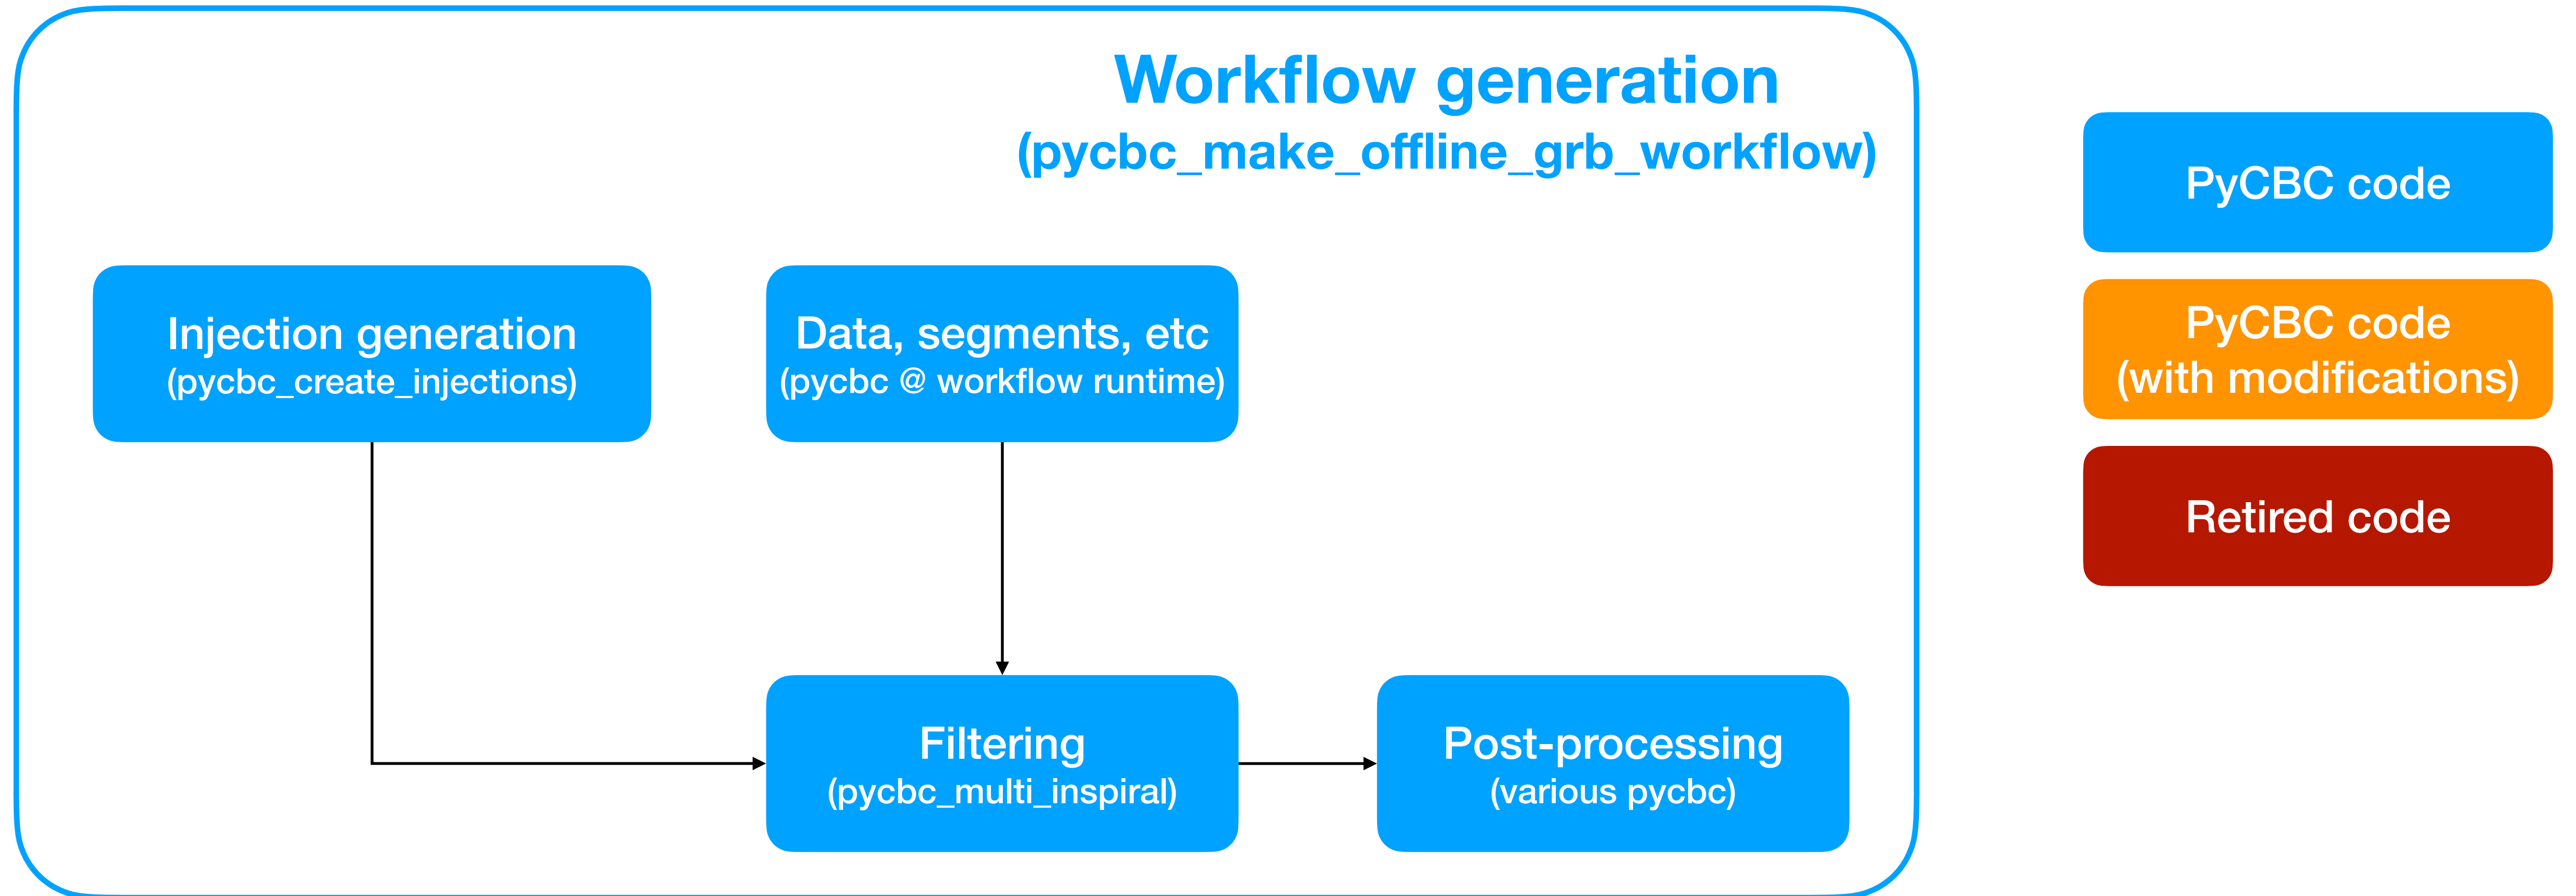 Workflow generation
(pycbc_make_offline_grb_workflow)
Injection generation
(pycbc_create_injections)
Data, segments, etc
(pycbc @ workflow runtime)
Filtering
(pycbc_multi_inspiral)
Post-processing
(various pycbc)
PyCBC code
PyCBC code
(with modifications)
Retired code